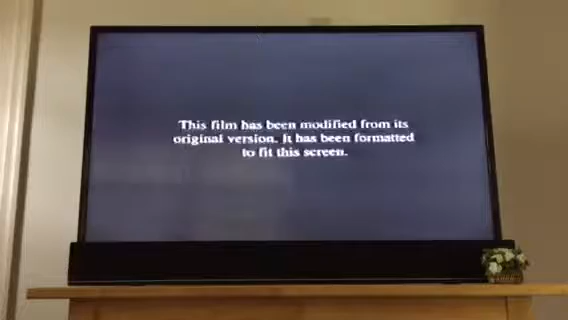 This film has been modified from its
original version. It has been formatted
to fit this screen.